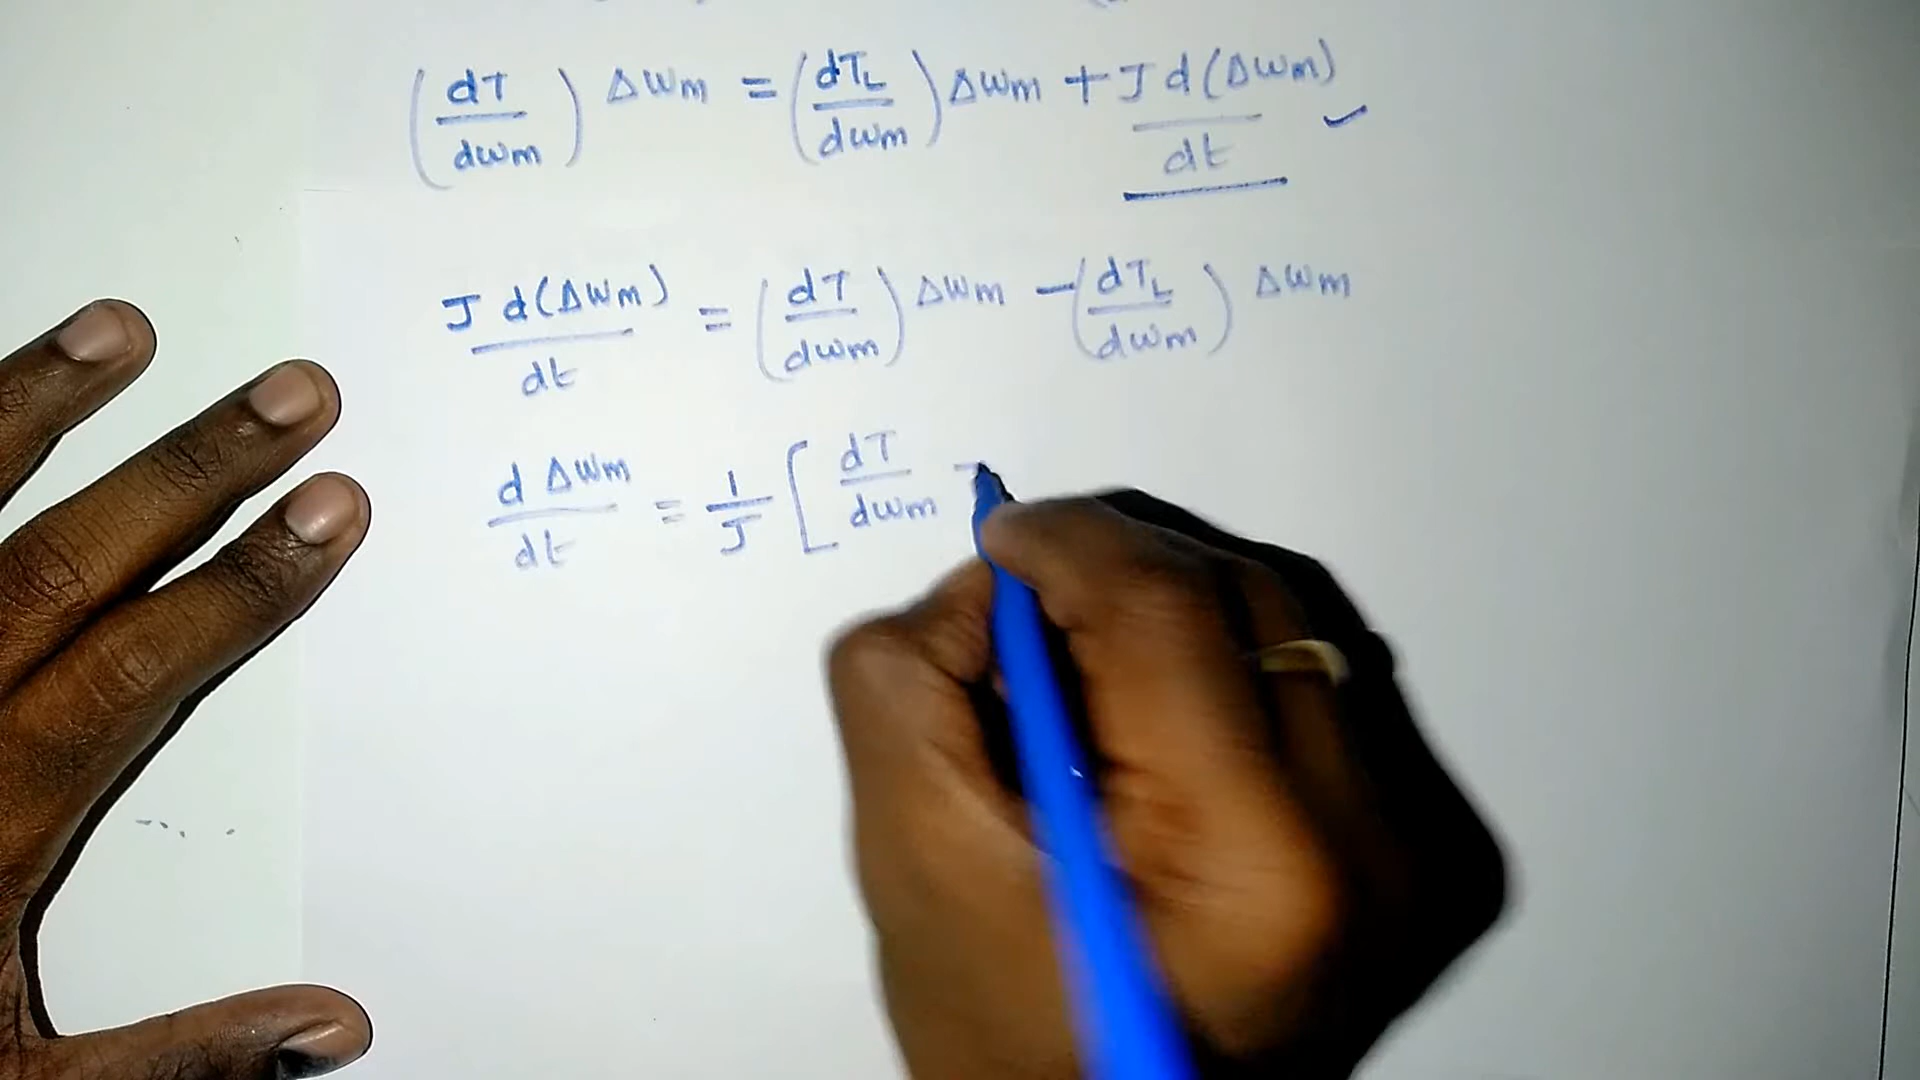 (dT/dωm) Δωm = (dTL/dωm) Δωm + J d(Δωm)/dt ✓
J d(Δωm)/dt = (dT/dωm) Δωm - (dTL/dωm) Δωm
d Δωm/dt = 1/J [ dT/dωm -